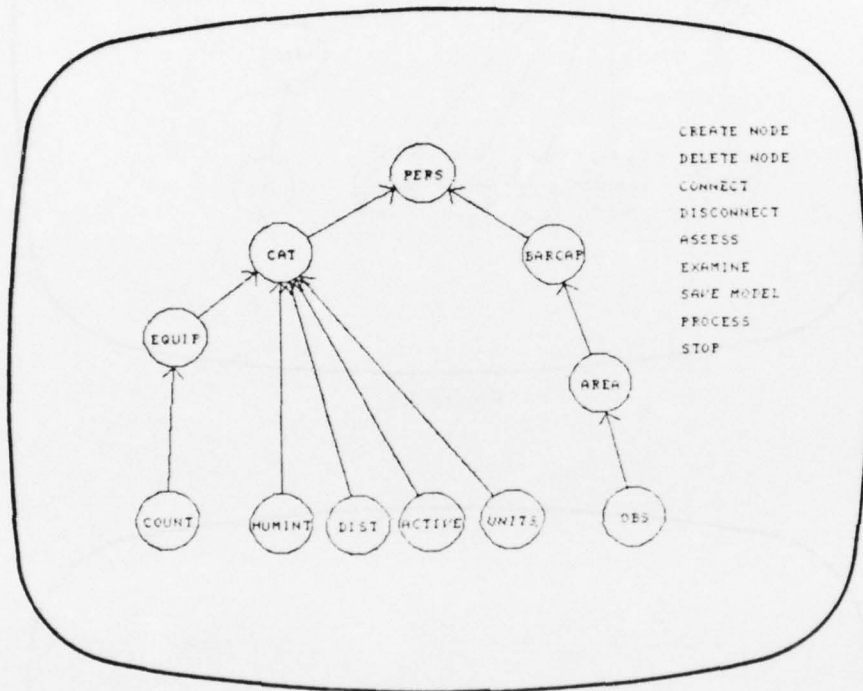 PERS
CAT
BARCAP
EQUIP
AREA
COUNT
HUMINT
DIST
ACTIVE
UNITS
OBS
CREATE NODE
DELETE NODE
CONNECT
DISCONNECT
ASSESS
EXAMINE
SAVE MODEL
PROCESS
STOP